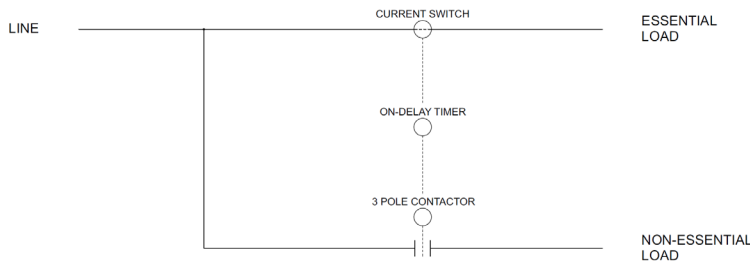 CURRENT SWITCH
LINE
ESSENTIAL
LOAD
ON-DELAY TIMER
3 POLE CONTACTOR
NON-ESSENTIAL
LOAD